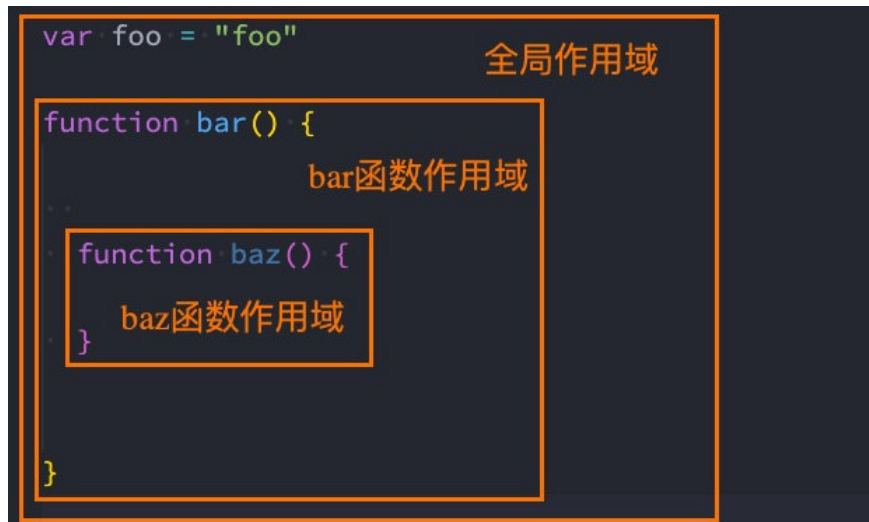 var foo = "foo"
全局作用域
function bar() {
bar函数作用域
function baz() {
baz函数作用域
}
}